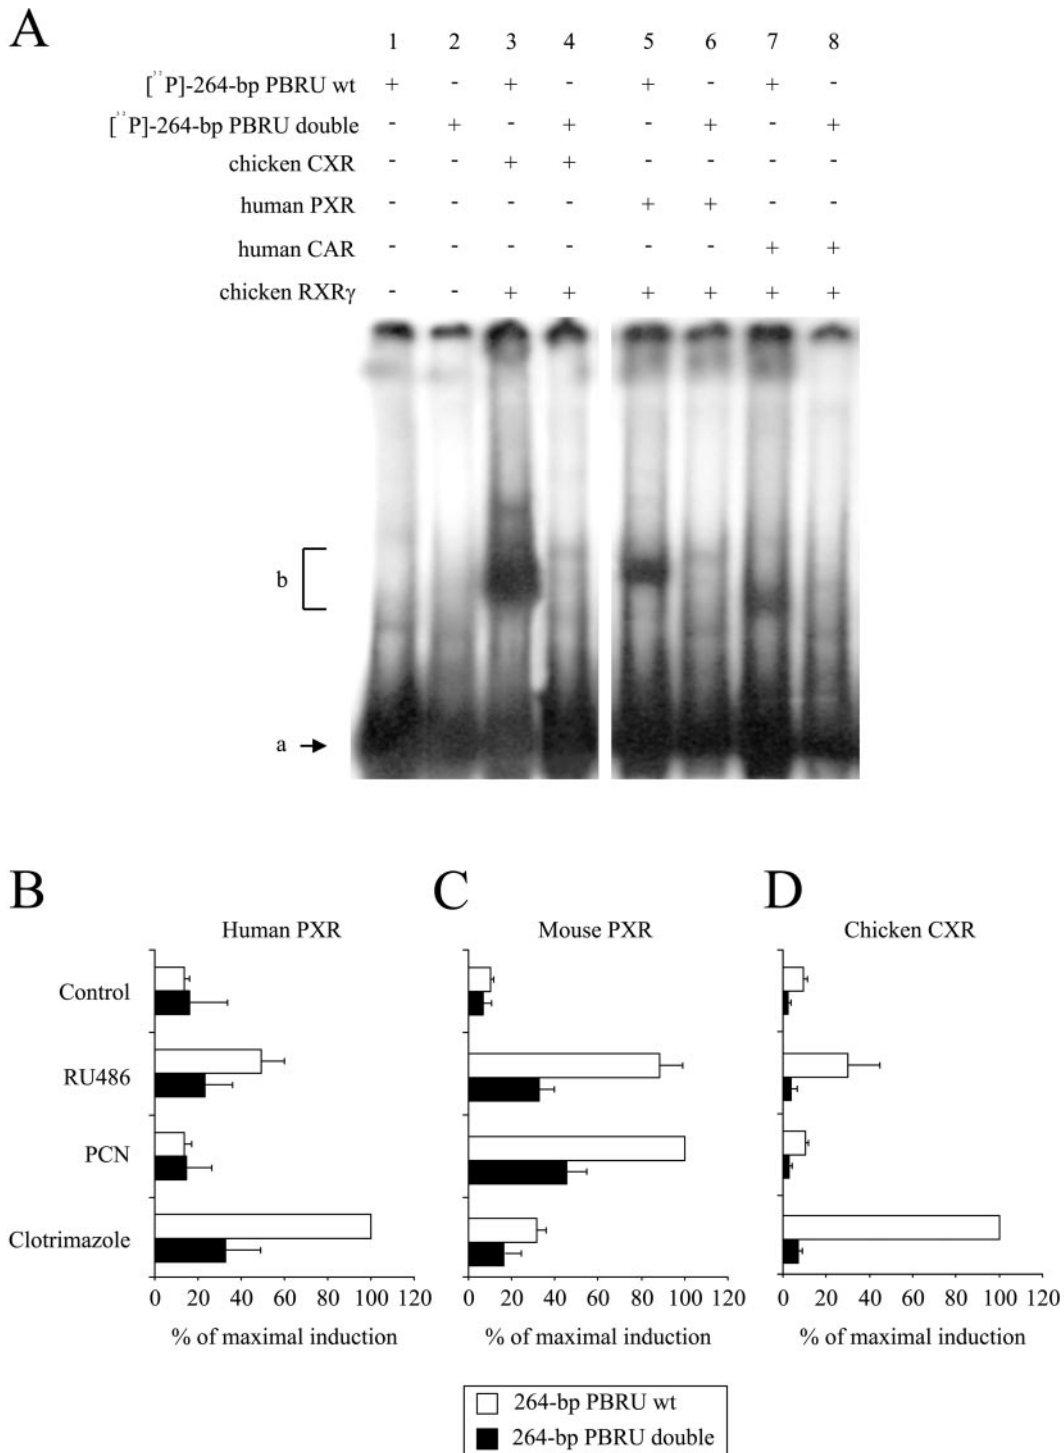 A
1 2 3 4 5 6 7 8
[³²P]-264-bp PBRU wt + - + - + - + -
[³²P]-264-bp PBRU double - + - + - + - +
chicken CXR - - + + - - - -
human PXR - - - - + + - -
human CAR - - - - - - + +
chicken RXRγ - - + + + + + +
b
a
B C D
Human PXR Mouse PXR Chicken CXR
Control
RU486
PCN
Clotrimazole
0 20 40 60 80 100 120 0 20 40 60 80 100 120 0 20 40 60 80 100 120
% of maximal induction % of maximal induction % of maximal induction
264-bp PBRU wt
264-bp PBRU double